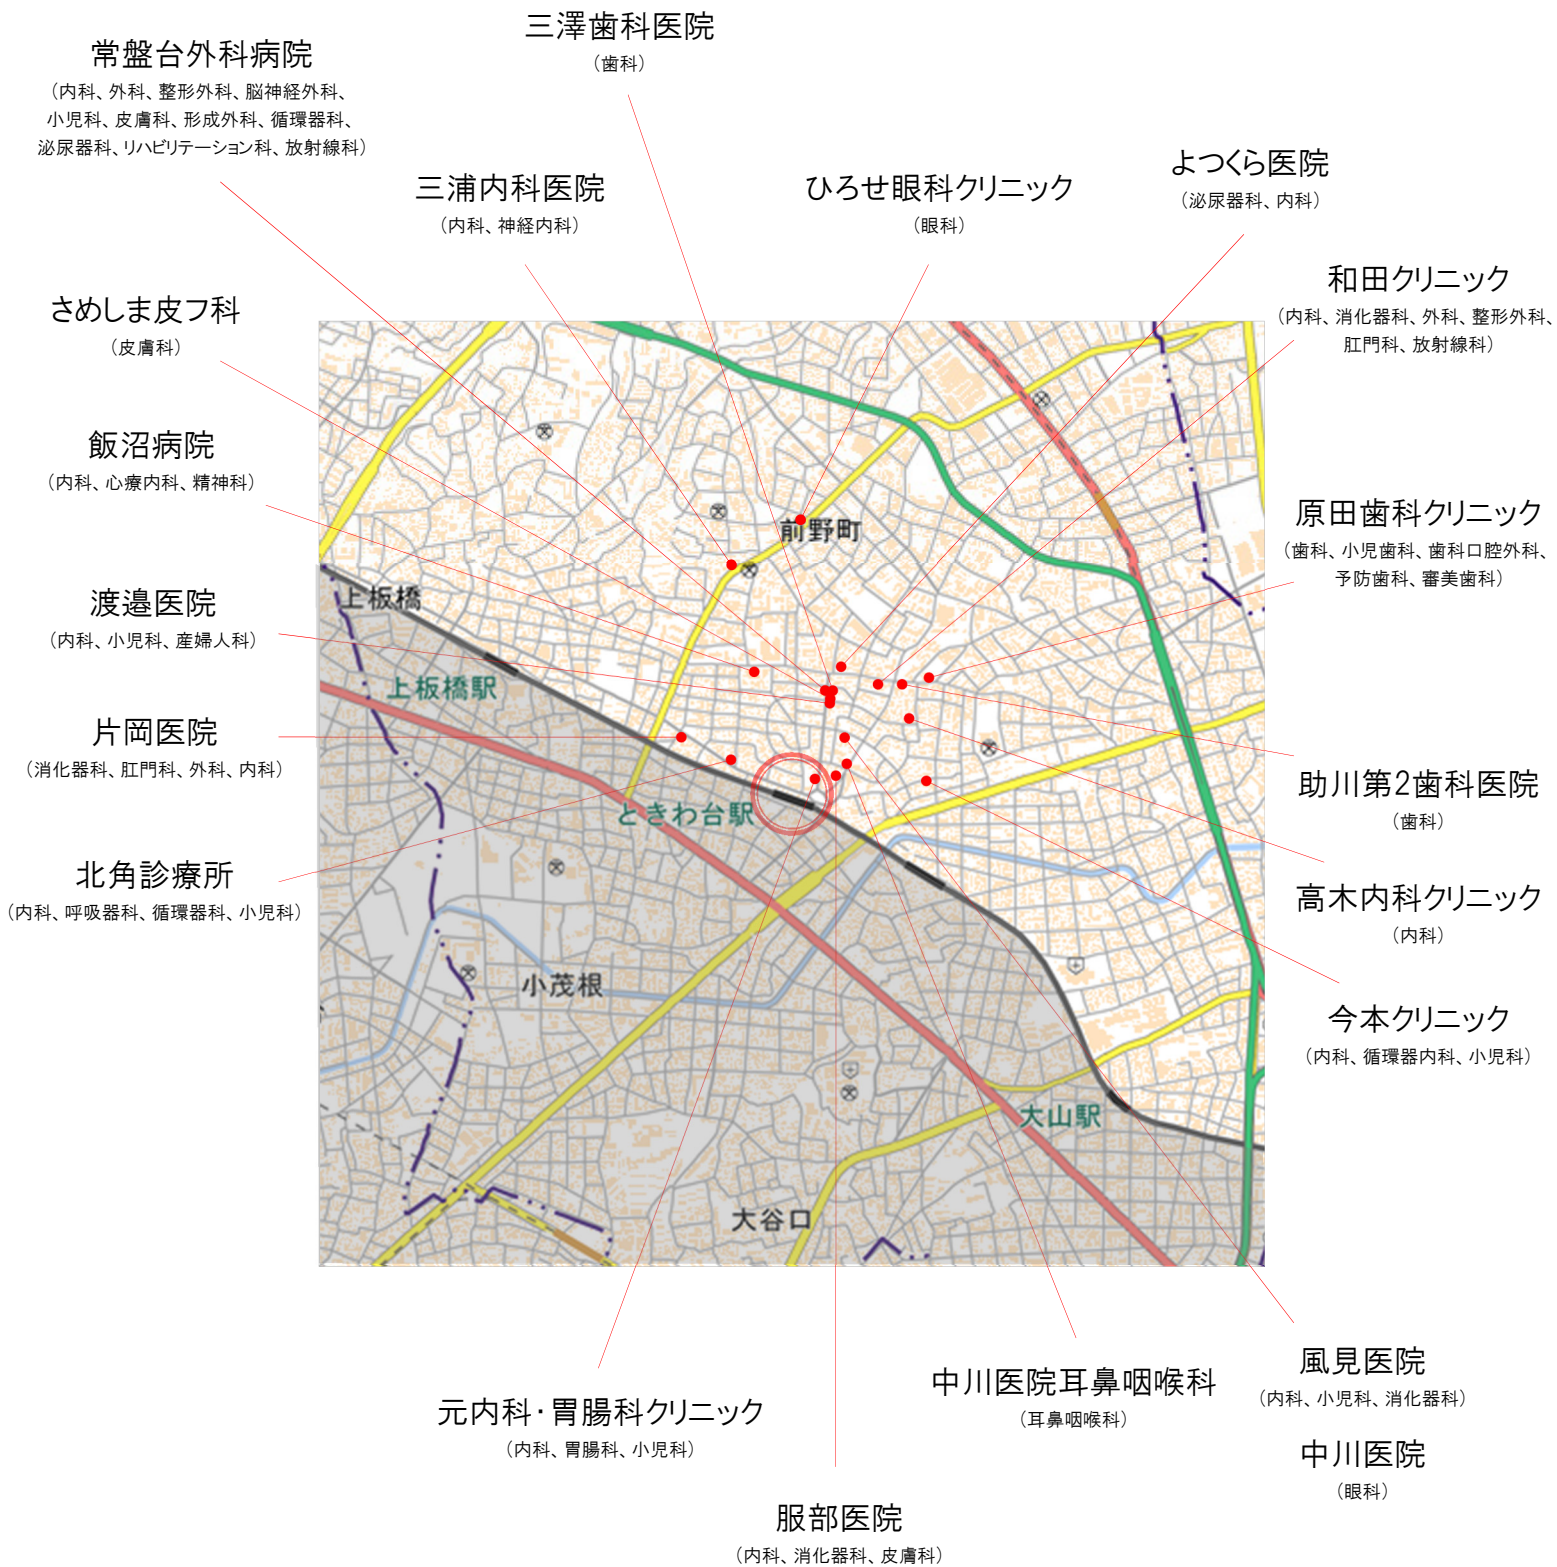 三澤歯科医院
（歯科）
常盤台外科病院
（内科、外科、整形外科、脳神経外科、
小児科、皮膚科、形成外科、循環器科、
泌尿器科、リハビリテーション科、放射線科）
三浦内科医院
（内科、神経内科）
ひろせ眼科クリニック
（眼科）
よつくら医院
（泌尿器科、内科）
和田クリニック
（内科、消化器科、外科、整形外科、
肛門科、放射線科）
さめしま皮フ科
（皮膚科）
飯沼病院
（内科、心療内科、精神科）
原田歯科クリニック
（歯科、小児歯科、歯科口腔外科、
予防歯科、審美歯科）
渡邉医院
（内科、小児科、産婦人科）
片岡医院
（消化器科、肛門科、外科、内科）
助川第2歯科医院
（歯科）
北角診療所
（内科、呼吸器科、循環器科、小児科）
高木内科クリニック
（内科）
今本クリニック
（内科、循環器内科、小児科）
前野町
上板橋
上板橋駅
ときわ台駅
小茂根
大山駅
大谷口
風見医院
（内科、小児科、消化器科）
中川医院耳鼻咽喉科
（耳鼻咽喉科）
元内科・胃腸科クリニック
（内科、胃腸科、小児科）
中川医院
（眼科）
服部医院
（内科、消化器科、皮膚科）